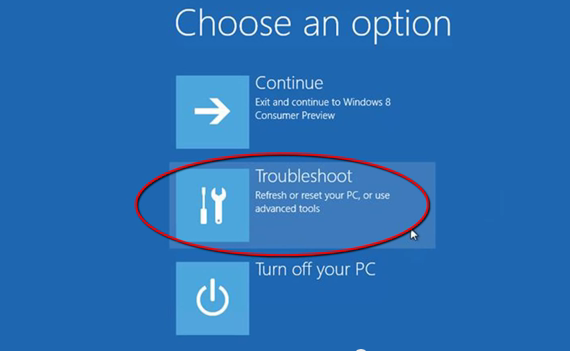 Choose an option
Continue
Exit and continue to Windows 8
Consumer Preview
Troubleshoot
Refresh or reset your PC, or use
advanced tools
Turn off your PC